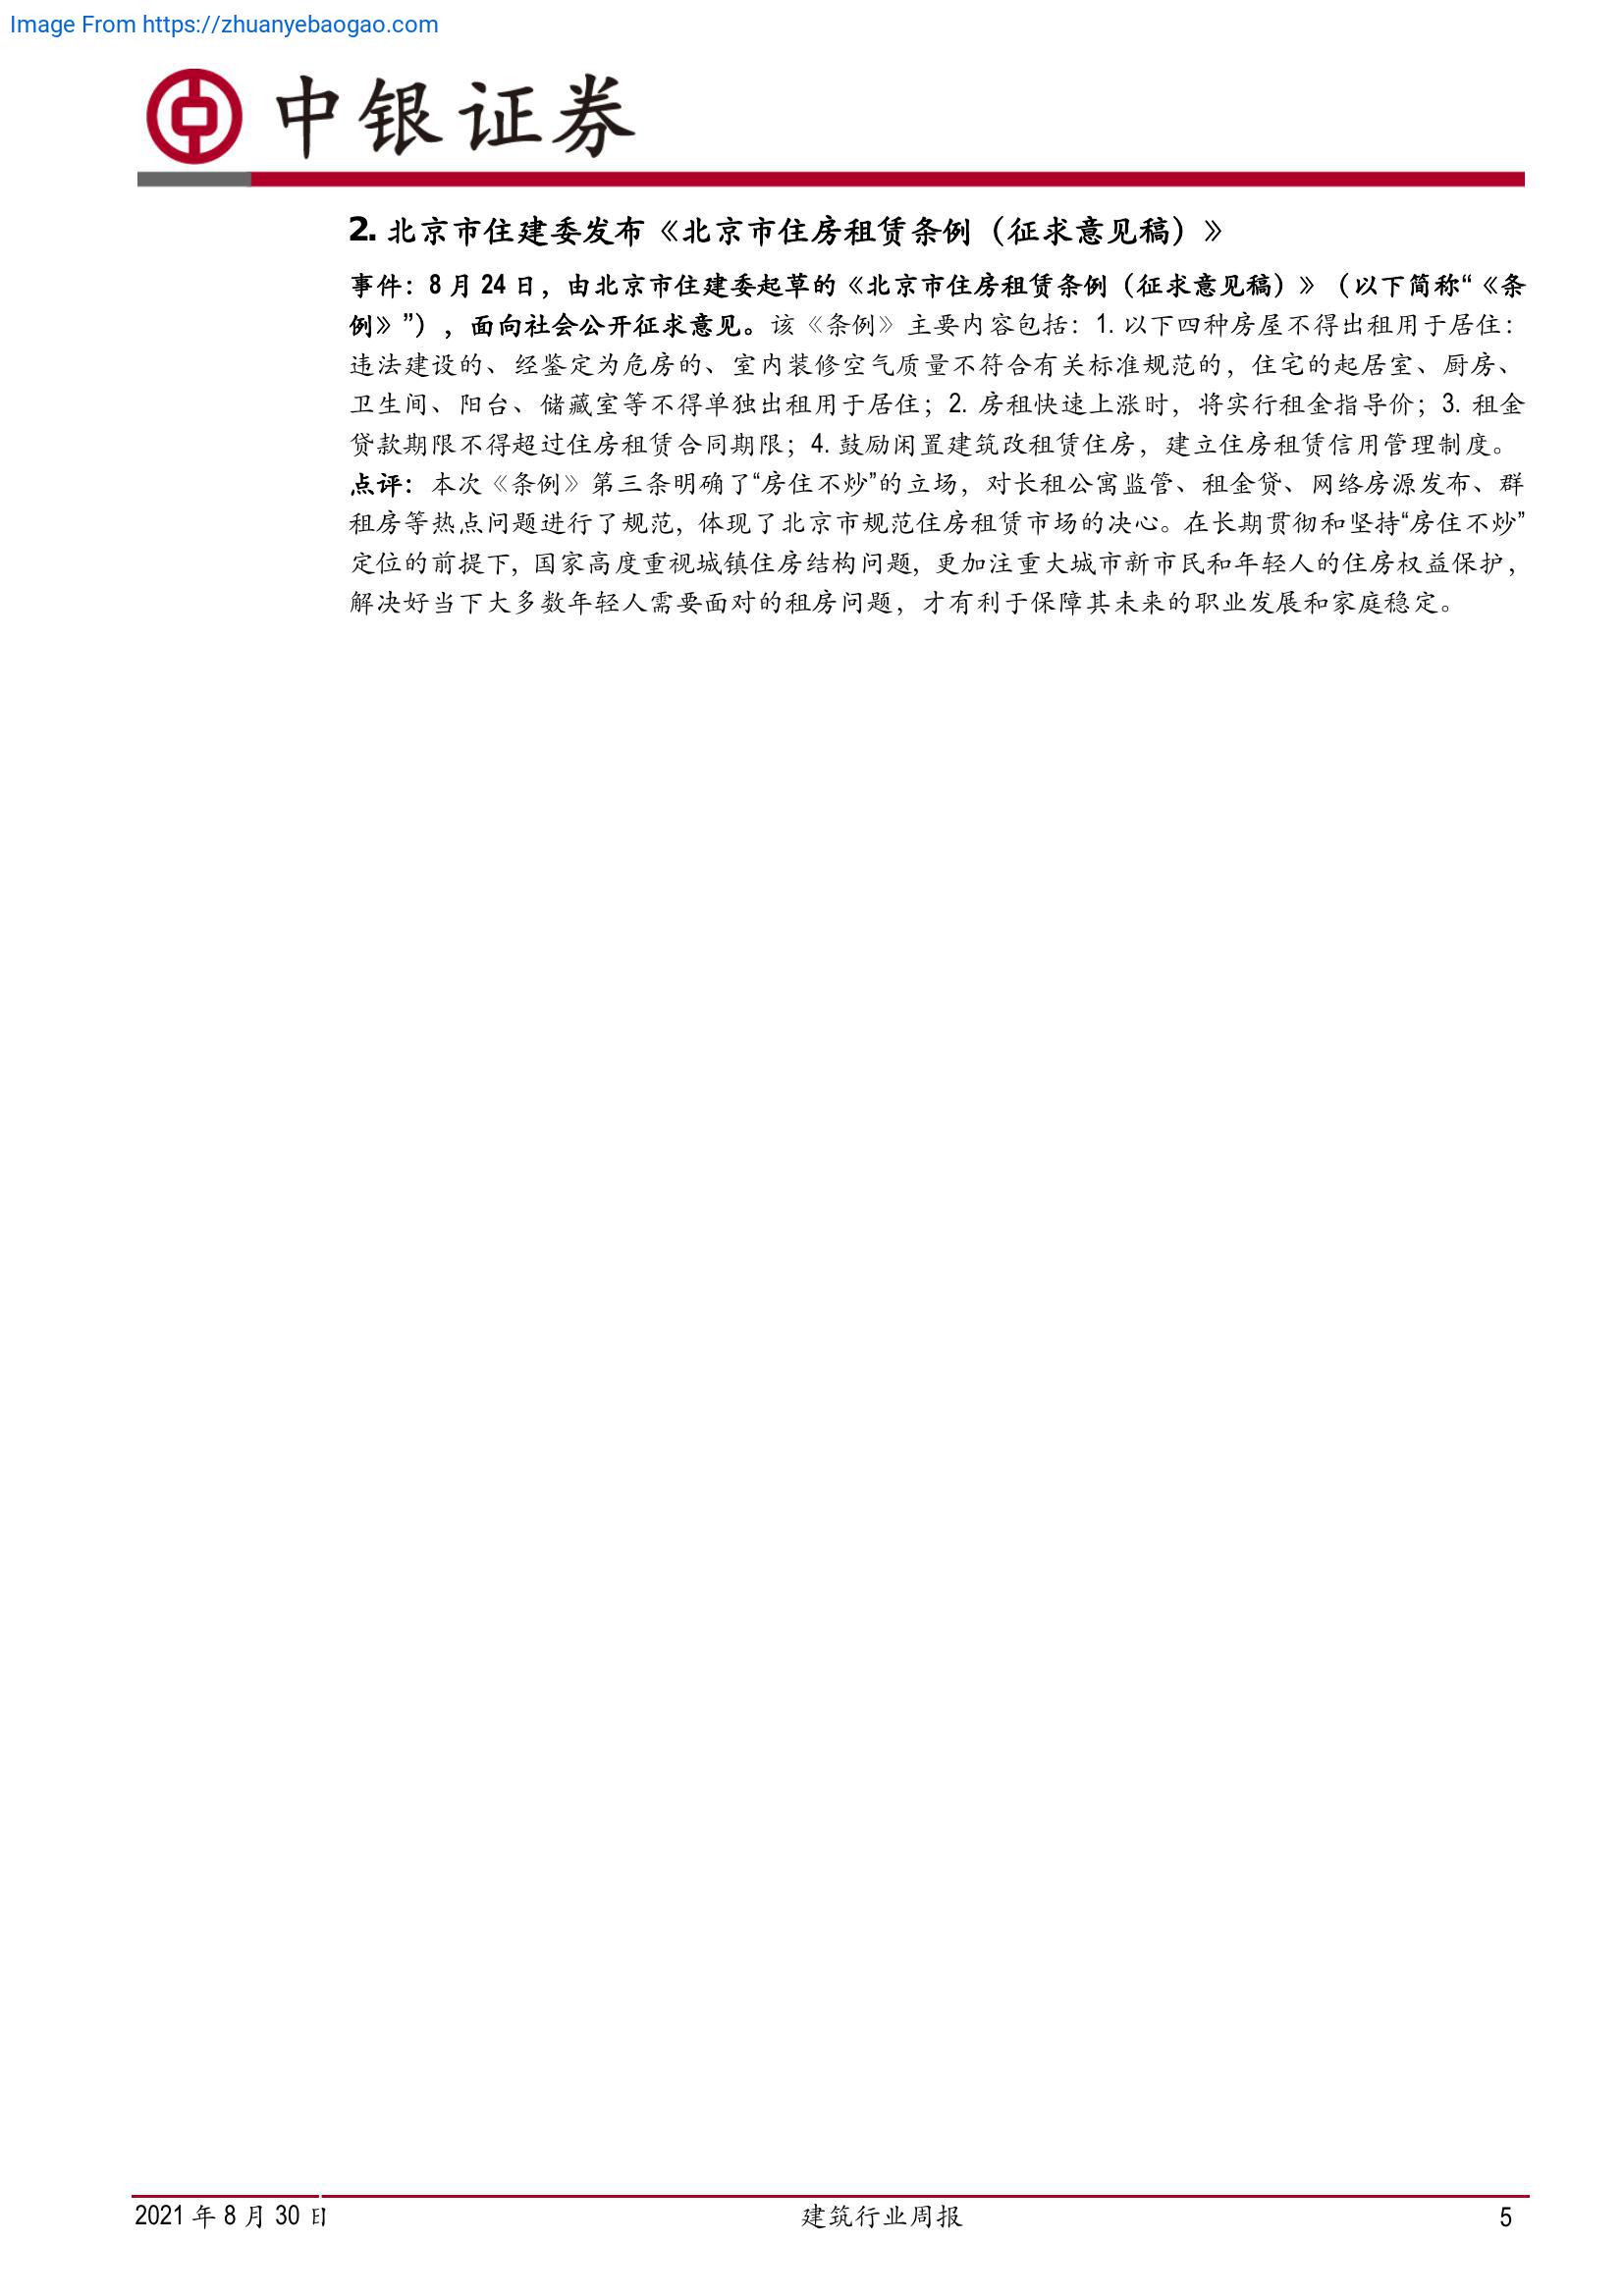 Image From https://zhuanyebaogao.com
中银证券
2. 北京市住建委发布《北京市住房租赁条例（征求意见稿）》
事件：8 月 24 日，由北京市住建委起草的《北京市住房租赁条例（征求意见稿）》（以下简称“《条
例》”），面向社会公开征求意见。该《条例》主要内容包括：1. 以下四种房屋不得出租用于居住：
违法建设的、经鉴定为危房的、室内装修空气质量不符合有关标准规范的，住宅的起居室、厨房、
卫生间、阳台、储藏室等不得单独出租用于居住；2. 房租快速上涨时，将实行租金指导价；3. 租金
贷款期限不得超过住房租赁合同期限；4. 鼓励闲置建筑改租赁住房，建立住房租赁信用管理制度。
点评：本次《条例》第三条明确了“房住不炒”的立场，对长租公寓监管、租金贷、网络房源发布、群
租房等热点问题进行了规范，体现了北京市规范住房租赁市场的决心。在长期贯彻和坚持“房住不炒”
定位的前提下，国家高度重视城镇住房结构问题，更加注重大城市新市民和年轻人的住房权益保护，
解决好当下大多数年轻人需要面对的租房问题，才有利于保障其未来的职业发展和家庭稳定。
2021 年 8 月 30 日
建筑行业周报
5